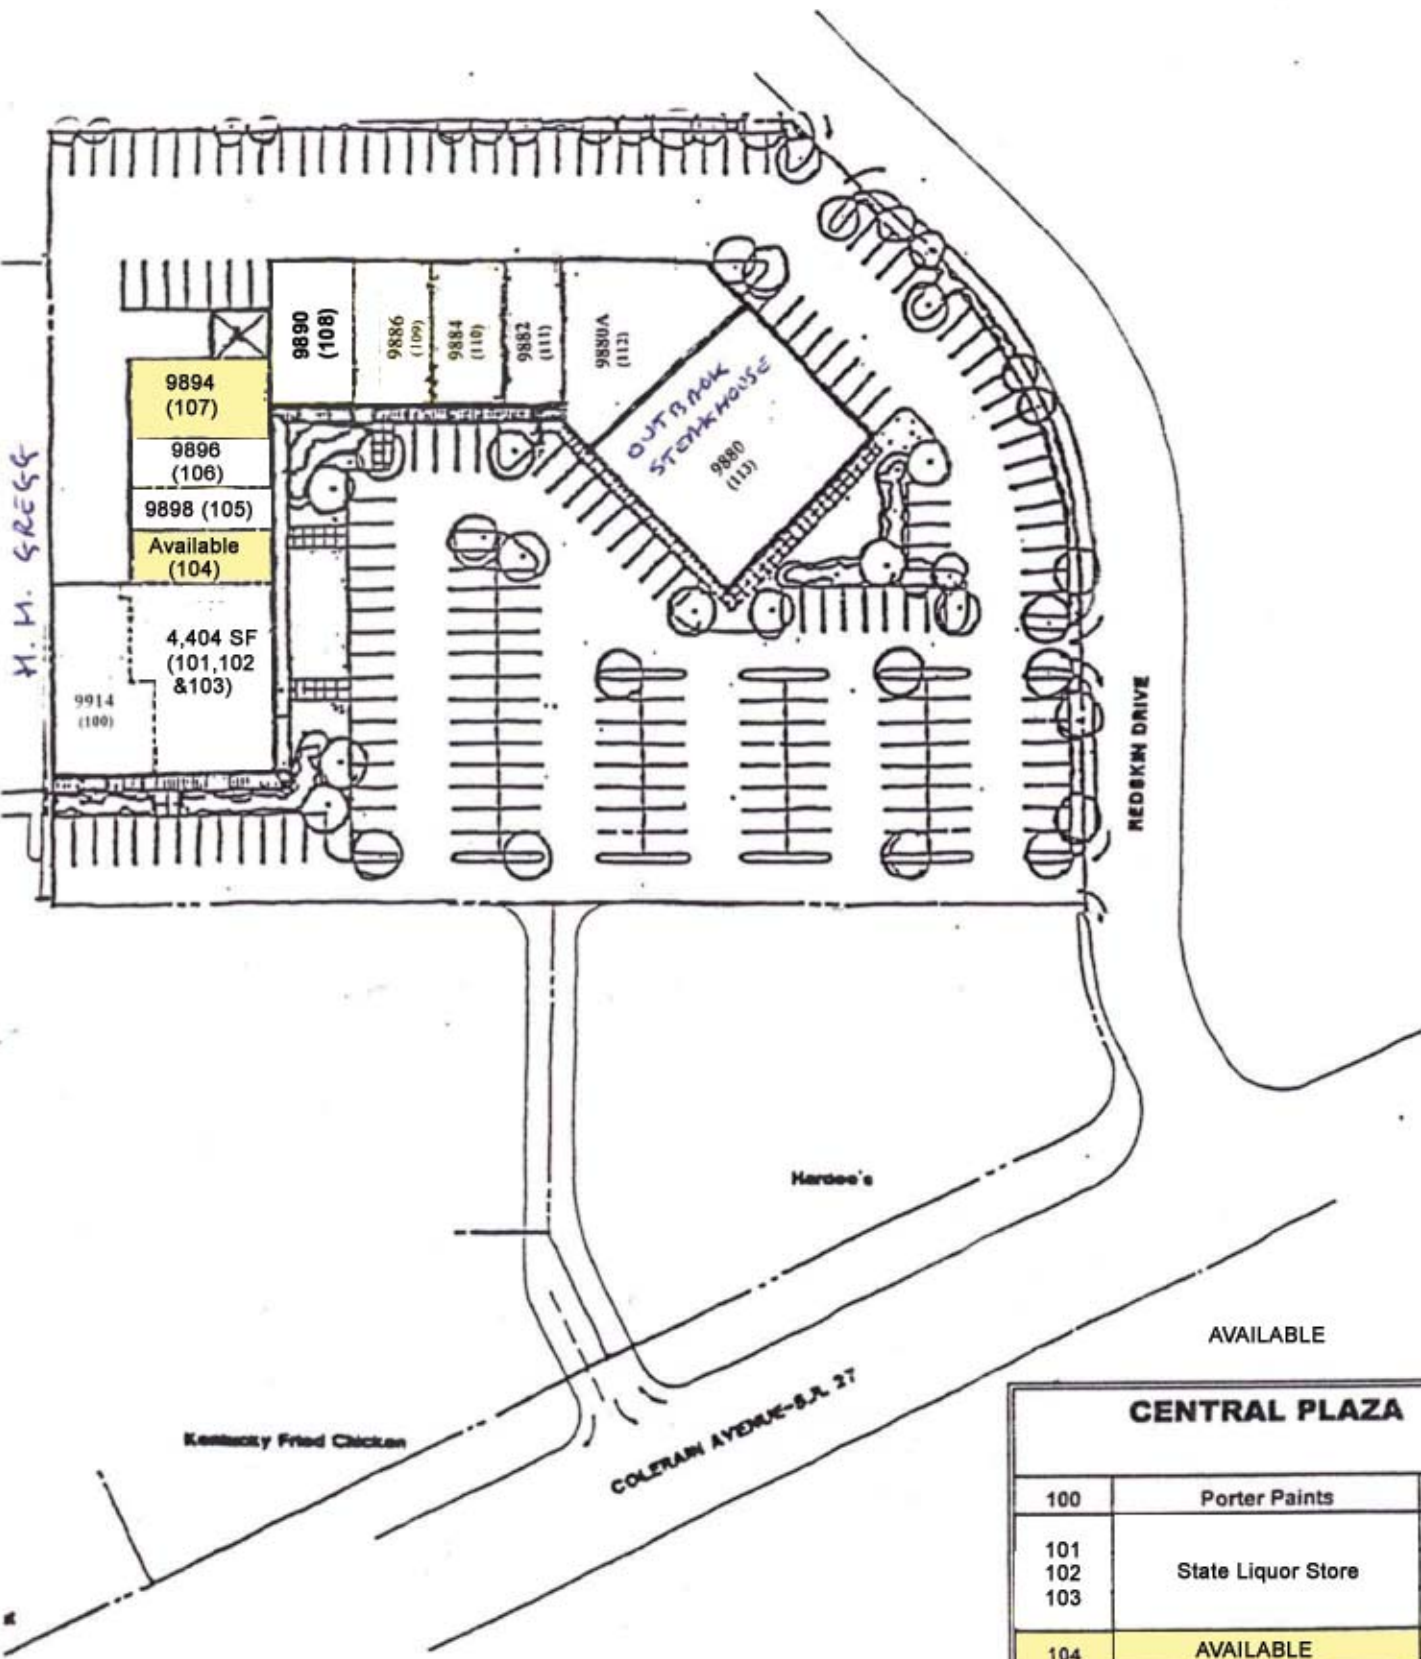 9890
(108)
9886
(109)
9884
(110)
9882
(111)
9880A
(112)
OUTBACK
STEAKHOUSE
9880
(113)
9894
(107)
9896
(106)
9898 (105)
Available
(104)
4,404 SF
(101,102
&103)
9914
(100)
H. H. GREGG
REDSKIN DRIVE
Hardee's
Kentucky Fried Chicken
COLERAIN AVENUE-S.R. 27
AVAILABLE
CENTRAL PLAZA
100 Porter Paints
101
102 State Liquor Store
103
104 AVAILABLE